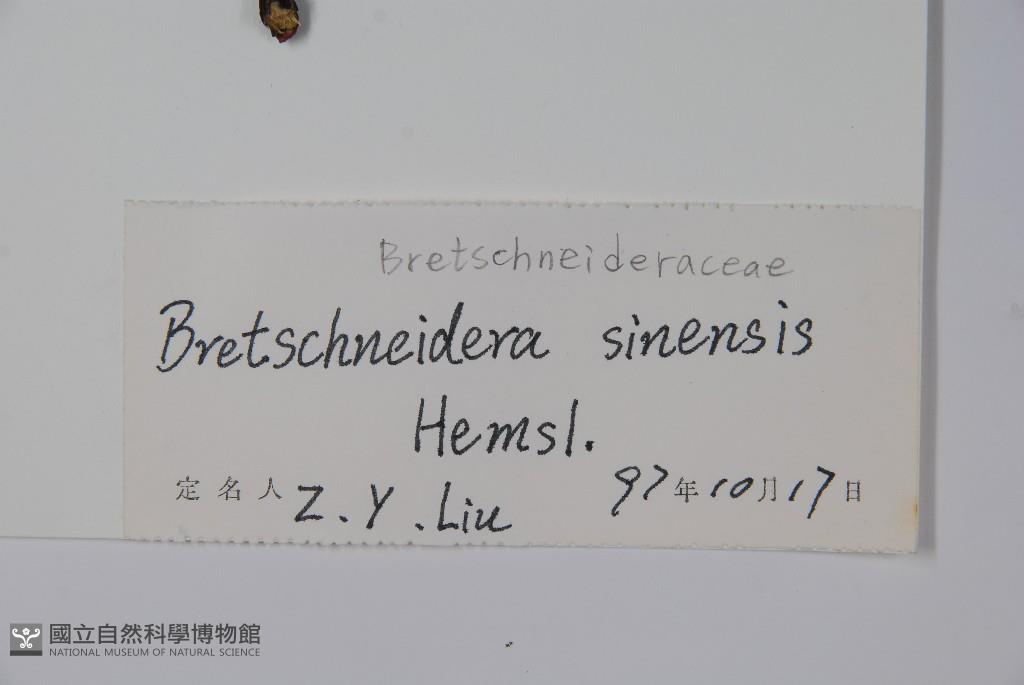 Bretschneideraceae
Bretschneidera sinensis
Hemsl.
定名人 Z.Y.Liu 97年10月17日
國立自然科學博物館
NATIONAL MUSEUM OF NATURAL SCIENCE